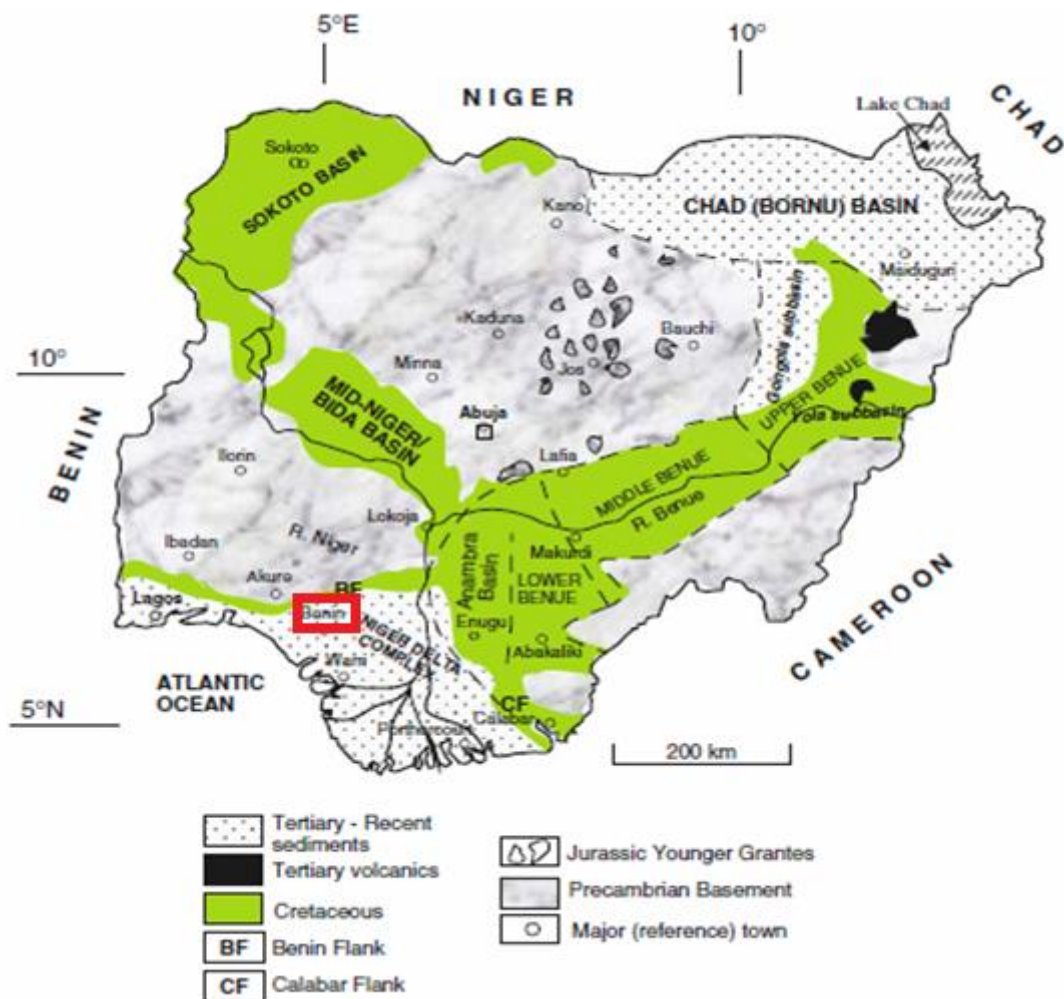 5°E
10°
NIGER
CHAD
Lake Chad
Sokoto
SOKOTO BASIN
Kano
CHAD (BORNU) BASIN
Maiduguri
Kaduna
Bauchi
Gongola subbasin
10°
Minna
Jos
UPPER BENUE
Yola subbasin
MID-NIGER/
BIDA BASIN
Abuja
BENIN
Ilorin
Lafia
MIDDLE BENUE
R. Benue
Lokoja
R. Niger
Ibadan
Makurdi
Anambra
Basin
LOWER
BENUE
Akure
BF
Lagos
Benin
Enugu
Abakaliki
CAMEROON
NIGER DELTA
COMPLEX
Warri
ATLANTIC
OCEAN
CF
Calabar
5°N
200 km
Tertiary - Recent
sediments
Tertiary volcanics
Cretaceous
BF Benin Flank
CF Calabar Flank
Jurassic Younger Grantes
Precambrian Basement
Major (reference) town